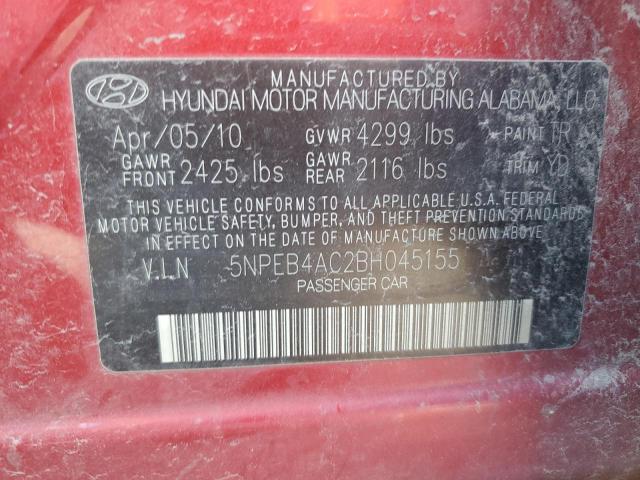 MANUFACTURED BY
HYUNDAI MOTOR MANUFACTURING ALABAMA, LLC
Apr/05/10 GVWR 4299 lbs PAINT TR
GAWR FRONT 2425 lbs GAWR REAR 2116 lbs TRIM YD
THIS VEHICLE CONFORMS TO ALL APPLICABLE U.S.A. FEDERAL
MOTOR VEHICLE SAFETY, BUMPER, AND THEFT PREVENTION STANDARDS
IN EFFECT ON THE DATE OF MANUFACTURE SHOWN ABOVE.
V.I.N 5NPEB4AC2BH045155
PASSENGER CAR